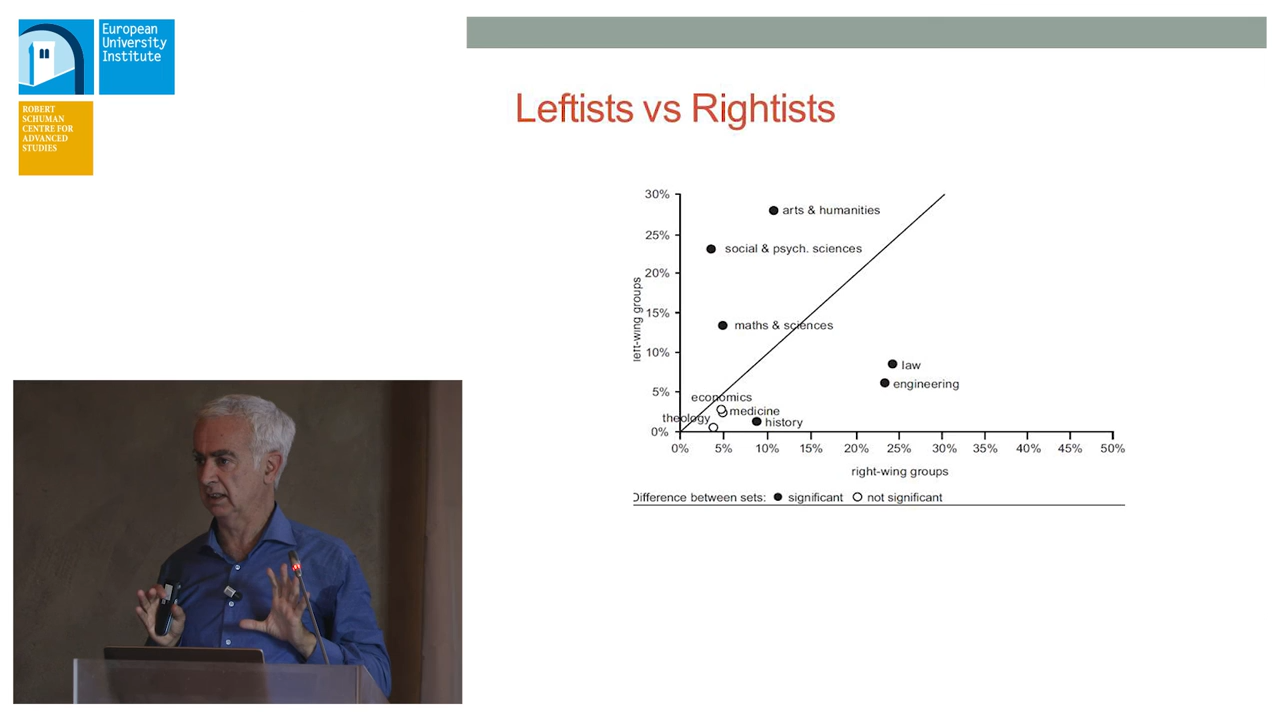 European
University
Institute
ROBERT
SCHUMAN
CENTRE FOR
ADVANCED
STUDIES
Leftists vs Rightists
30%
25%
20%
15%
10%
5%
0%
left-wing groups
arts & humanities
social & psych. sciences
maths & sciences
law
engineering
economics
medicine
theology
history
0% 5% 10% 15% 20% 25% 30% 35% 40% 45% 50%
right-wing groups
Difference between sets: significant not significant